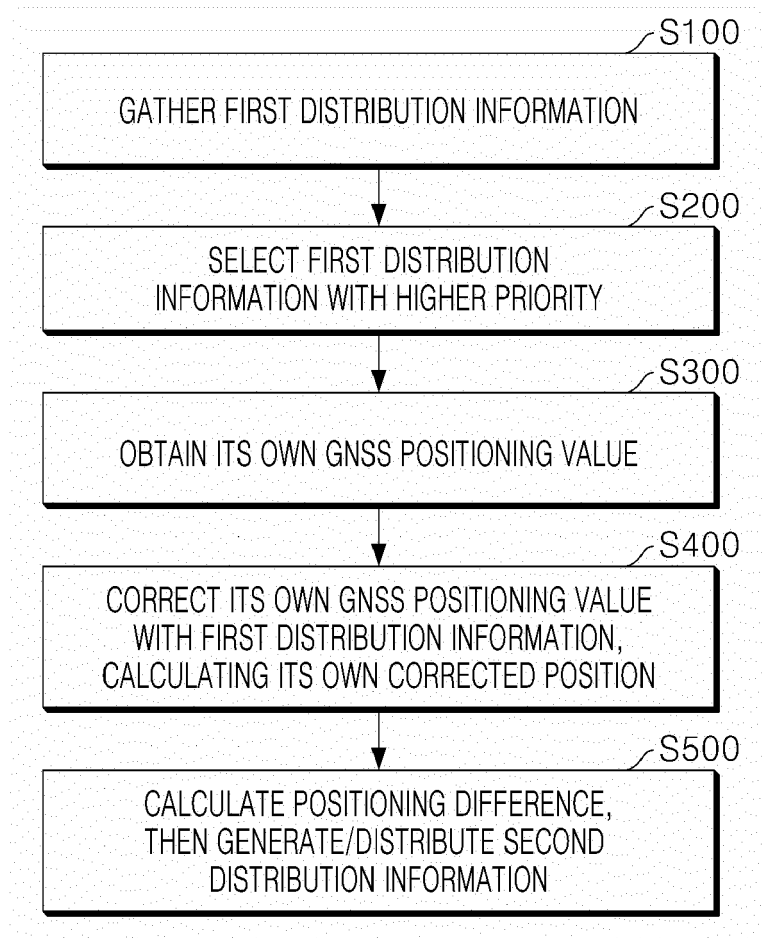 S100
GATHER FIRST DISTRIBUTION INFORMATION
S200
SELECT FIRST DISTRIBUTION
INFORMATION WITH HIGHER PRIORITY
S300
OBTAIN ITS OWN GNSS POSITIONING VALUE
S400
CORRECT ITS OWN GNSS POSITIONING VALUE
WITH FIRST DISTRIBUTION INFORMATION,
CALCULATING ITS OWN CORRECTED POSITION
S500
CALCULATE POSITIONING DIFFERENCE,
THEN GENERATE/DISTRIBUTE SECOND
DISTRIBUTION INFORMATION